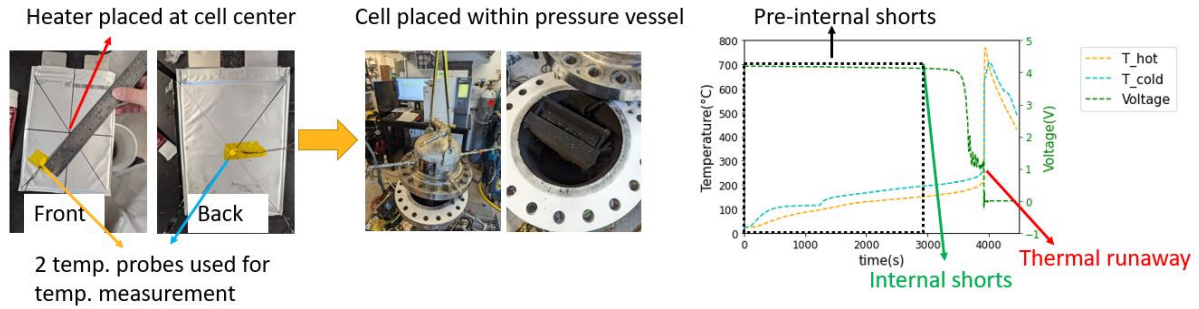 Heater placed at cell center
Cell placed within pressure vessel
Pre-internal shorts
Front
Back
2 temp. probes used for
temp. measurement
800
700
600
500
400
300
200
100
0
Temperature(°C)
0
1000
2000
3000
4000
time(s)
5
4
3
2
1
0
−1
Voltage(V)
T_hot
T_cold
Voltage
Thermal runaway
Internal shorts